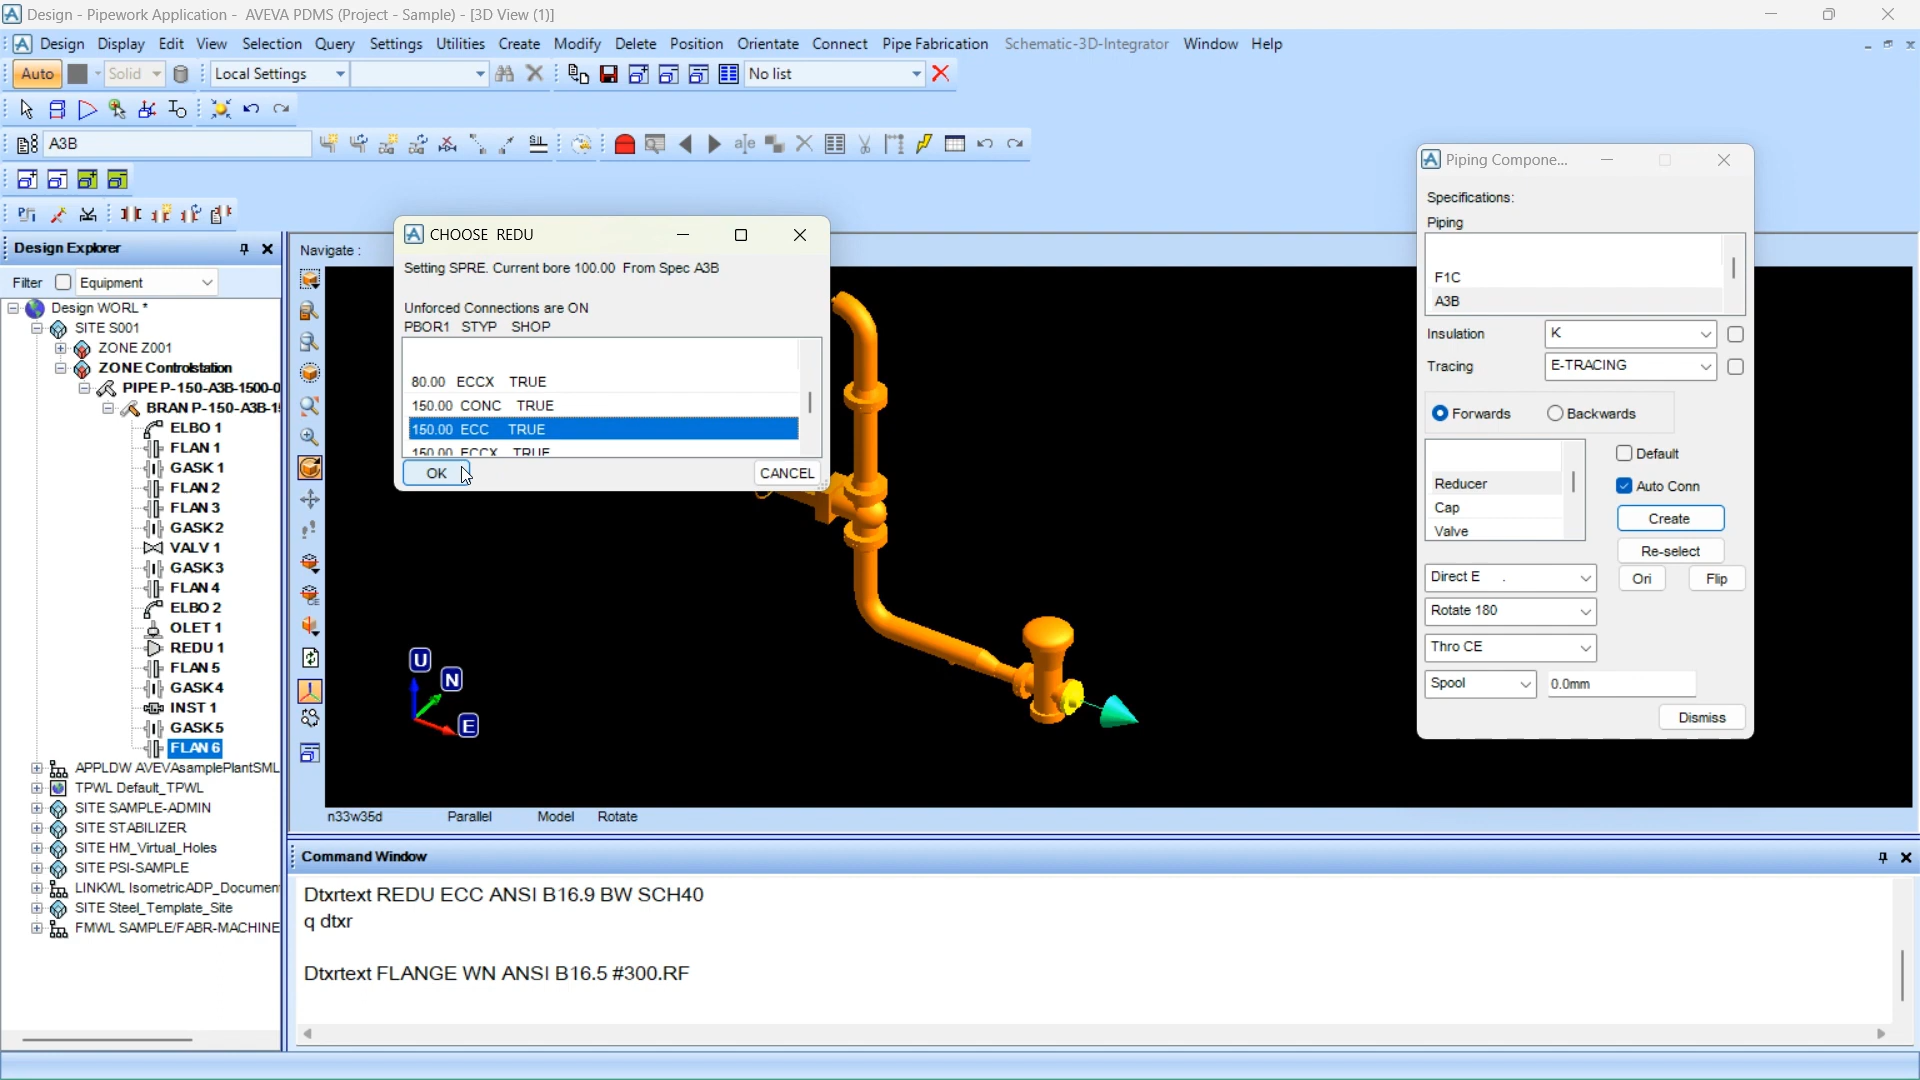 Design - Pipework Application - AVEVA PDMS (Project - Sample) - [3D View (1)]
Design Display Edit View Selection Query Settings Utilities Create Modify Delete Position Orientate Connect Pipe Fabrication Schematic-3D-Integrator Window Help
Auto Solid Local Settings No list
A3B
Design Explorer
Filter Equipment
Design WORL *
SITE S001
ZONE Z001
ZONE Controlstation
PIPE P-150-A3B-1500-0
BRAN P-150-A3B-1
ELBO 1
FLAN 1
GASK 1
FLAN 2
FLAN 3
GASK 2
VALV 1
GASK 3
FLAN 4
ELBO 2
OLET 1
REDU 1
FLAN 5
GASK 4
INST 1
GASK 5
FLAN 6
APPLDW AVEVAsamplePlantSML
TPWL Default_TPWL
SITE SAMPLE-ADMIN
SITE STABILIZER
SITE HM_Virtual_Holes
SITE PSI-SAMPLE
LINKWL IsometricADP_Documen
SITE Steel_Template_Site
FMWL SAMPLE/FABR-MACHINE
Navigate :
CHOOSE REDU
Setting SPRE. Current bore 100.00 From Spec A3B
Unforced Connections are ON
PBOR1 STYP SHOP
80.00 ECCX TRUE
150.00 CONC TRUE
150.00 ECC TRUE
150.00 ECCX TRUE
OK CANCEL
U
N
E
n33w35d Parallel Model Rotate
Piping Compone...
Specifications:
Piping
F1C
A3B
Insulation K
Tracing E-TRACING
Forwards Backwards
Reducer
Cap
Valve
Default
Auto Conn
Create
Re-select
Direct E . Ori Flip
Rotate 180
Thro CE
Spool 0.0mm
Dismiss
Command Window
Dtxrtext REDU ECC ANSI B16.9 BW SCH40
q dtxr
Dtxrtext FLANGE WN ANSI B16.5 #300.RF